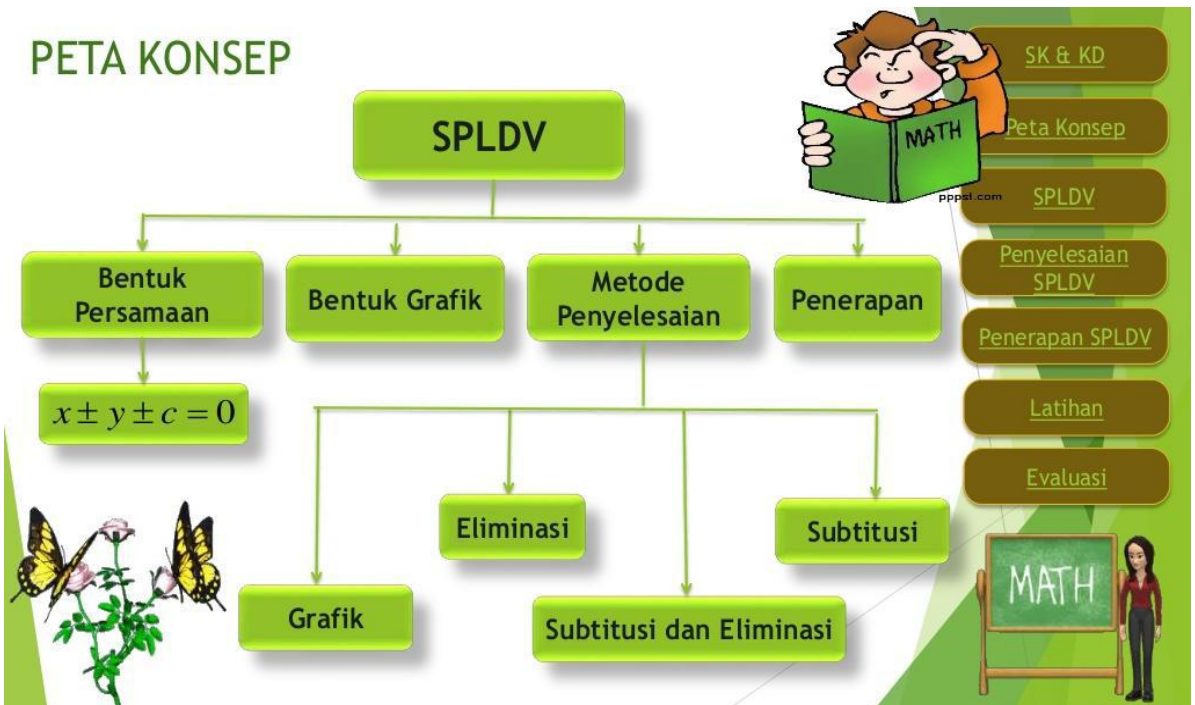 PETA KONSEP
SPLDV
Bentuk
Persamaan
Bentuk Grafik
Metode
Penyelesaian
Penerapan
x ± y ± c = 0
Eliminasi
Subtitusi
Grafik
Subtitusi dan Eliminasi
MATH
pppst.com
SK & KD
Peta Konsep
SPLDV
Penyelesaian
SPLDV
Penerapan SPLDV
Latihan
Evaluasi
MATH